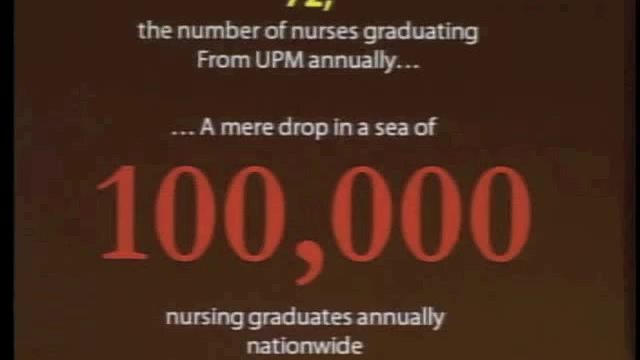 the number of nurses graduating
From UPM annually...
... A mere drop in a sea of
100,000
nursing graduates annually
nationwide